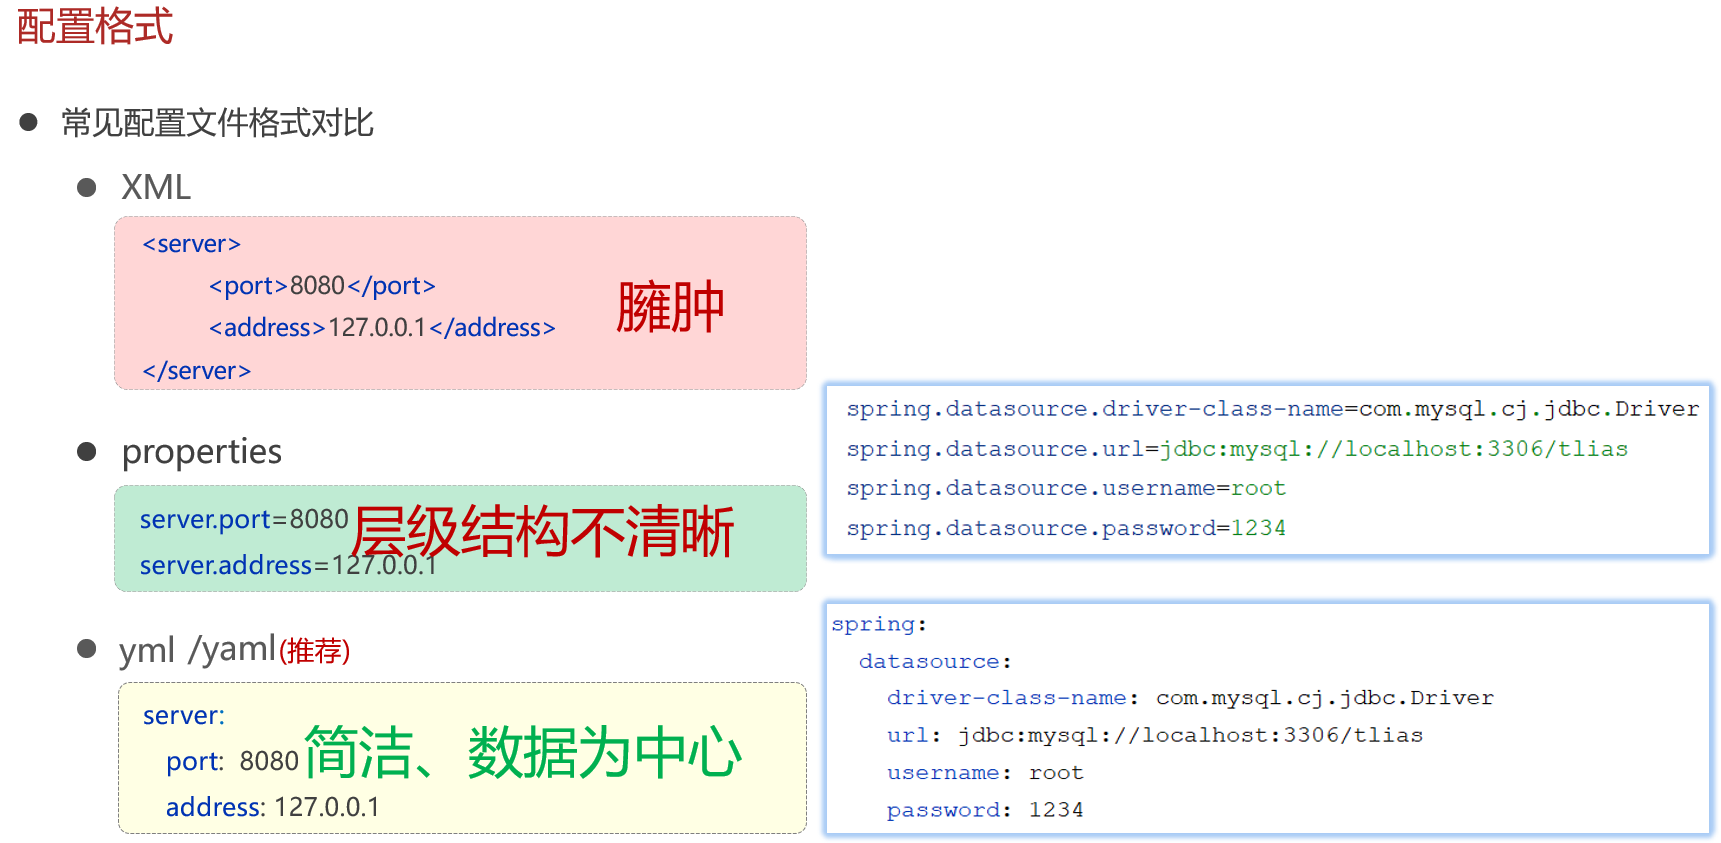 配置格式
常见配置文件格式对比
XML
<server>
<port>8080</port>
<address>127.0.0.1</address>
</server>
臃肿
properties
server.port=8080
server.address=127.0.0.1
层级结构不清晰
spring.datasource.driver-class-name=com.mysql.cj.jdbc.Driver
spring.datasource.url=jdbc:mysql://localhost:3306/tlias
spring.datasource.username=root
spring.datasource.password=1234
yml /yaml(推荐)
server:
port: 8080
address: 127.0.0.1
简洁、数据为中心
spring:
datasource:
driver-class-name: com.mysql.cj.jdbc.Driver
url: jdbc:mysql://localhost:3306/tlias
username: root
password: 1234